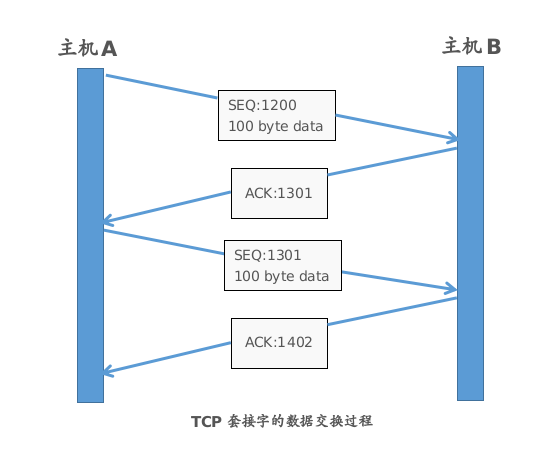 主机A
主机B
SEQ:1200
100 byte data
ACK:1301
SEQ:1301
100 byte data
ACK:1402
TCP 套接字的数据交换过程